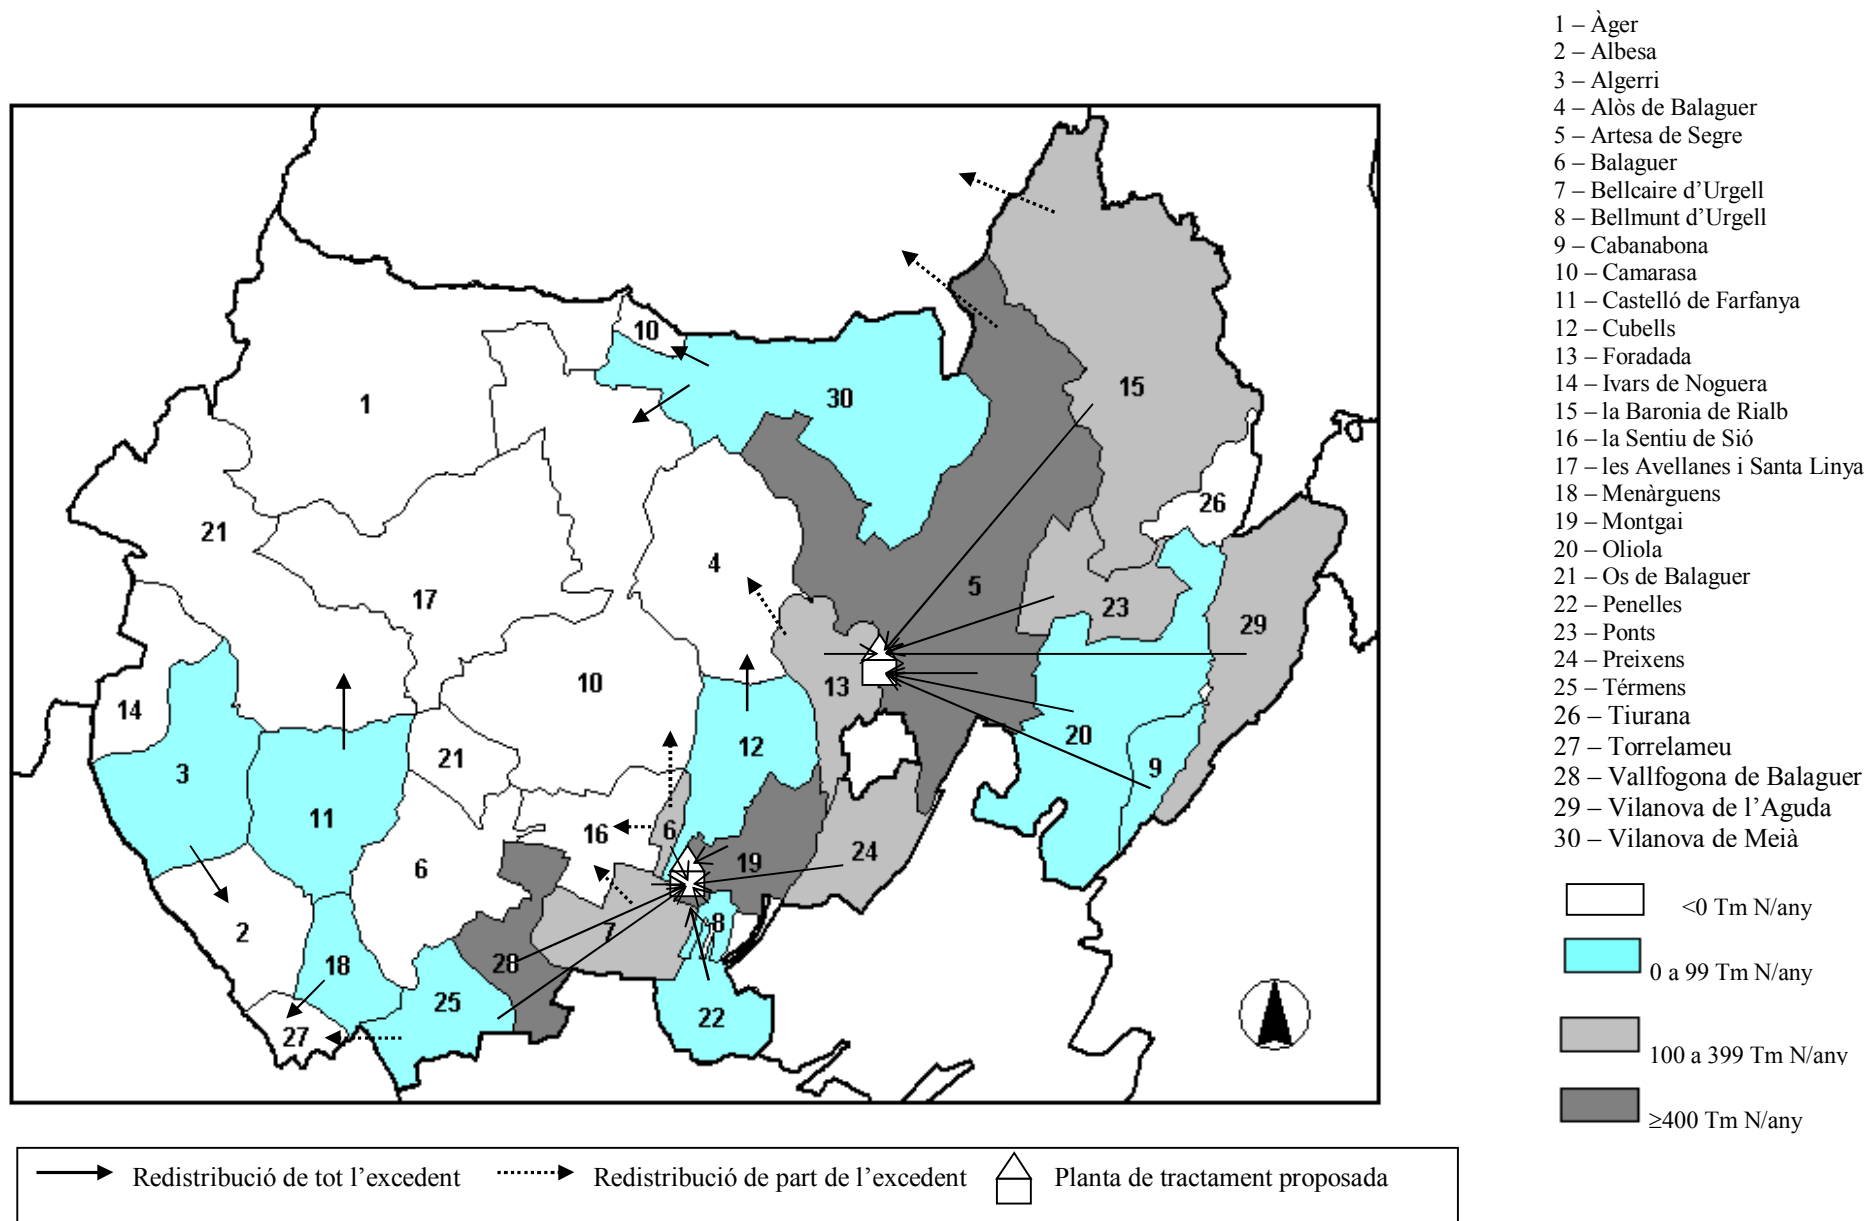 1 – Àger
2 – Albesa
3 – Algerri
4 – Alòs de Balaguer
5 – Artesa de Segre
6 – Balaguer
7 – Bellcaire d’Urgell
8 – Bellmunt d’Urgell
9 – Cabanabona
10 – Camarasa
11 – Castelló de Farfanya
12 – Cubells
13 – Foradada
14 – Ivars de Noguera
15 – la Baronia de Rialb
16 – la Sentiu de Sió
17 – les Avellanes i Santa Linya
18 – Menàrguens
19 – Montgai
20 – Oliola
21 – Os de Balaguer
22 – Penelles
23 – Ponts
24 – Preixens
25 – Térmens
26 – Tiurana
27 – Torrelameu
28 – Vallfogona de Balaguer
29 – Vilanova de l’Aguda
30 – Vilanova de Meià
<0 Tm N/any
0 a 99 Tm N/any
100 a 399 Tm N/any
≥400 Tm N/any
10
1
30
15
26
21
4
17
5
23
29
14
10
13
3
21
12
20
9
11
16
6
6
19
24
2
7
8
18
28
25
22
27
Redistribució de tot l’excedent
Redistribució de part de l’excedent
Planta de tractament proposada